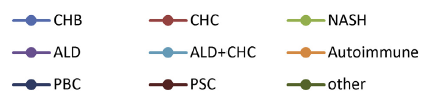 CHB CHC NASH
ALD ALD+CHC Autoimmune
PBC PSC other